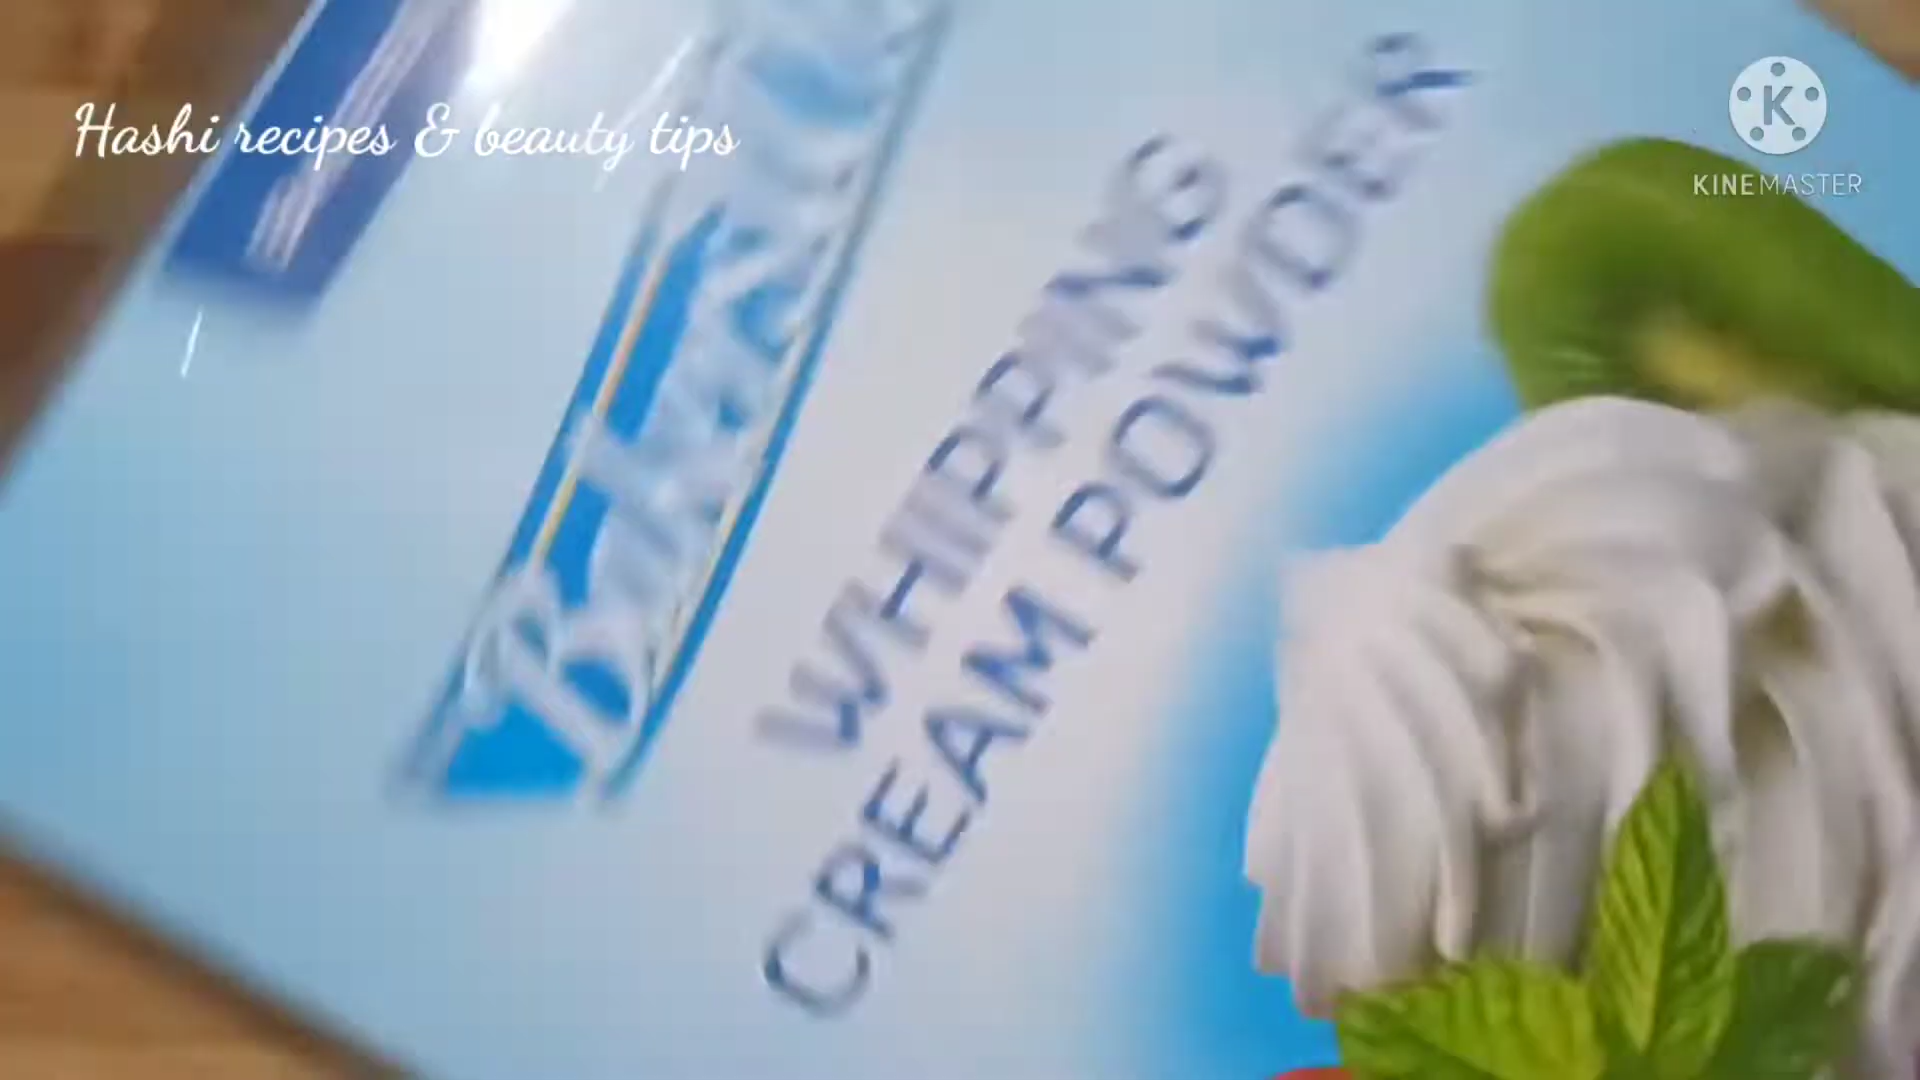 Hashi recipes & beauty tips
K
KINEMASTER
WHIPPING
CREAM POWDER